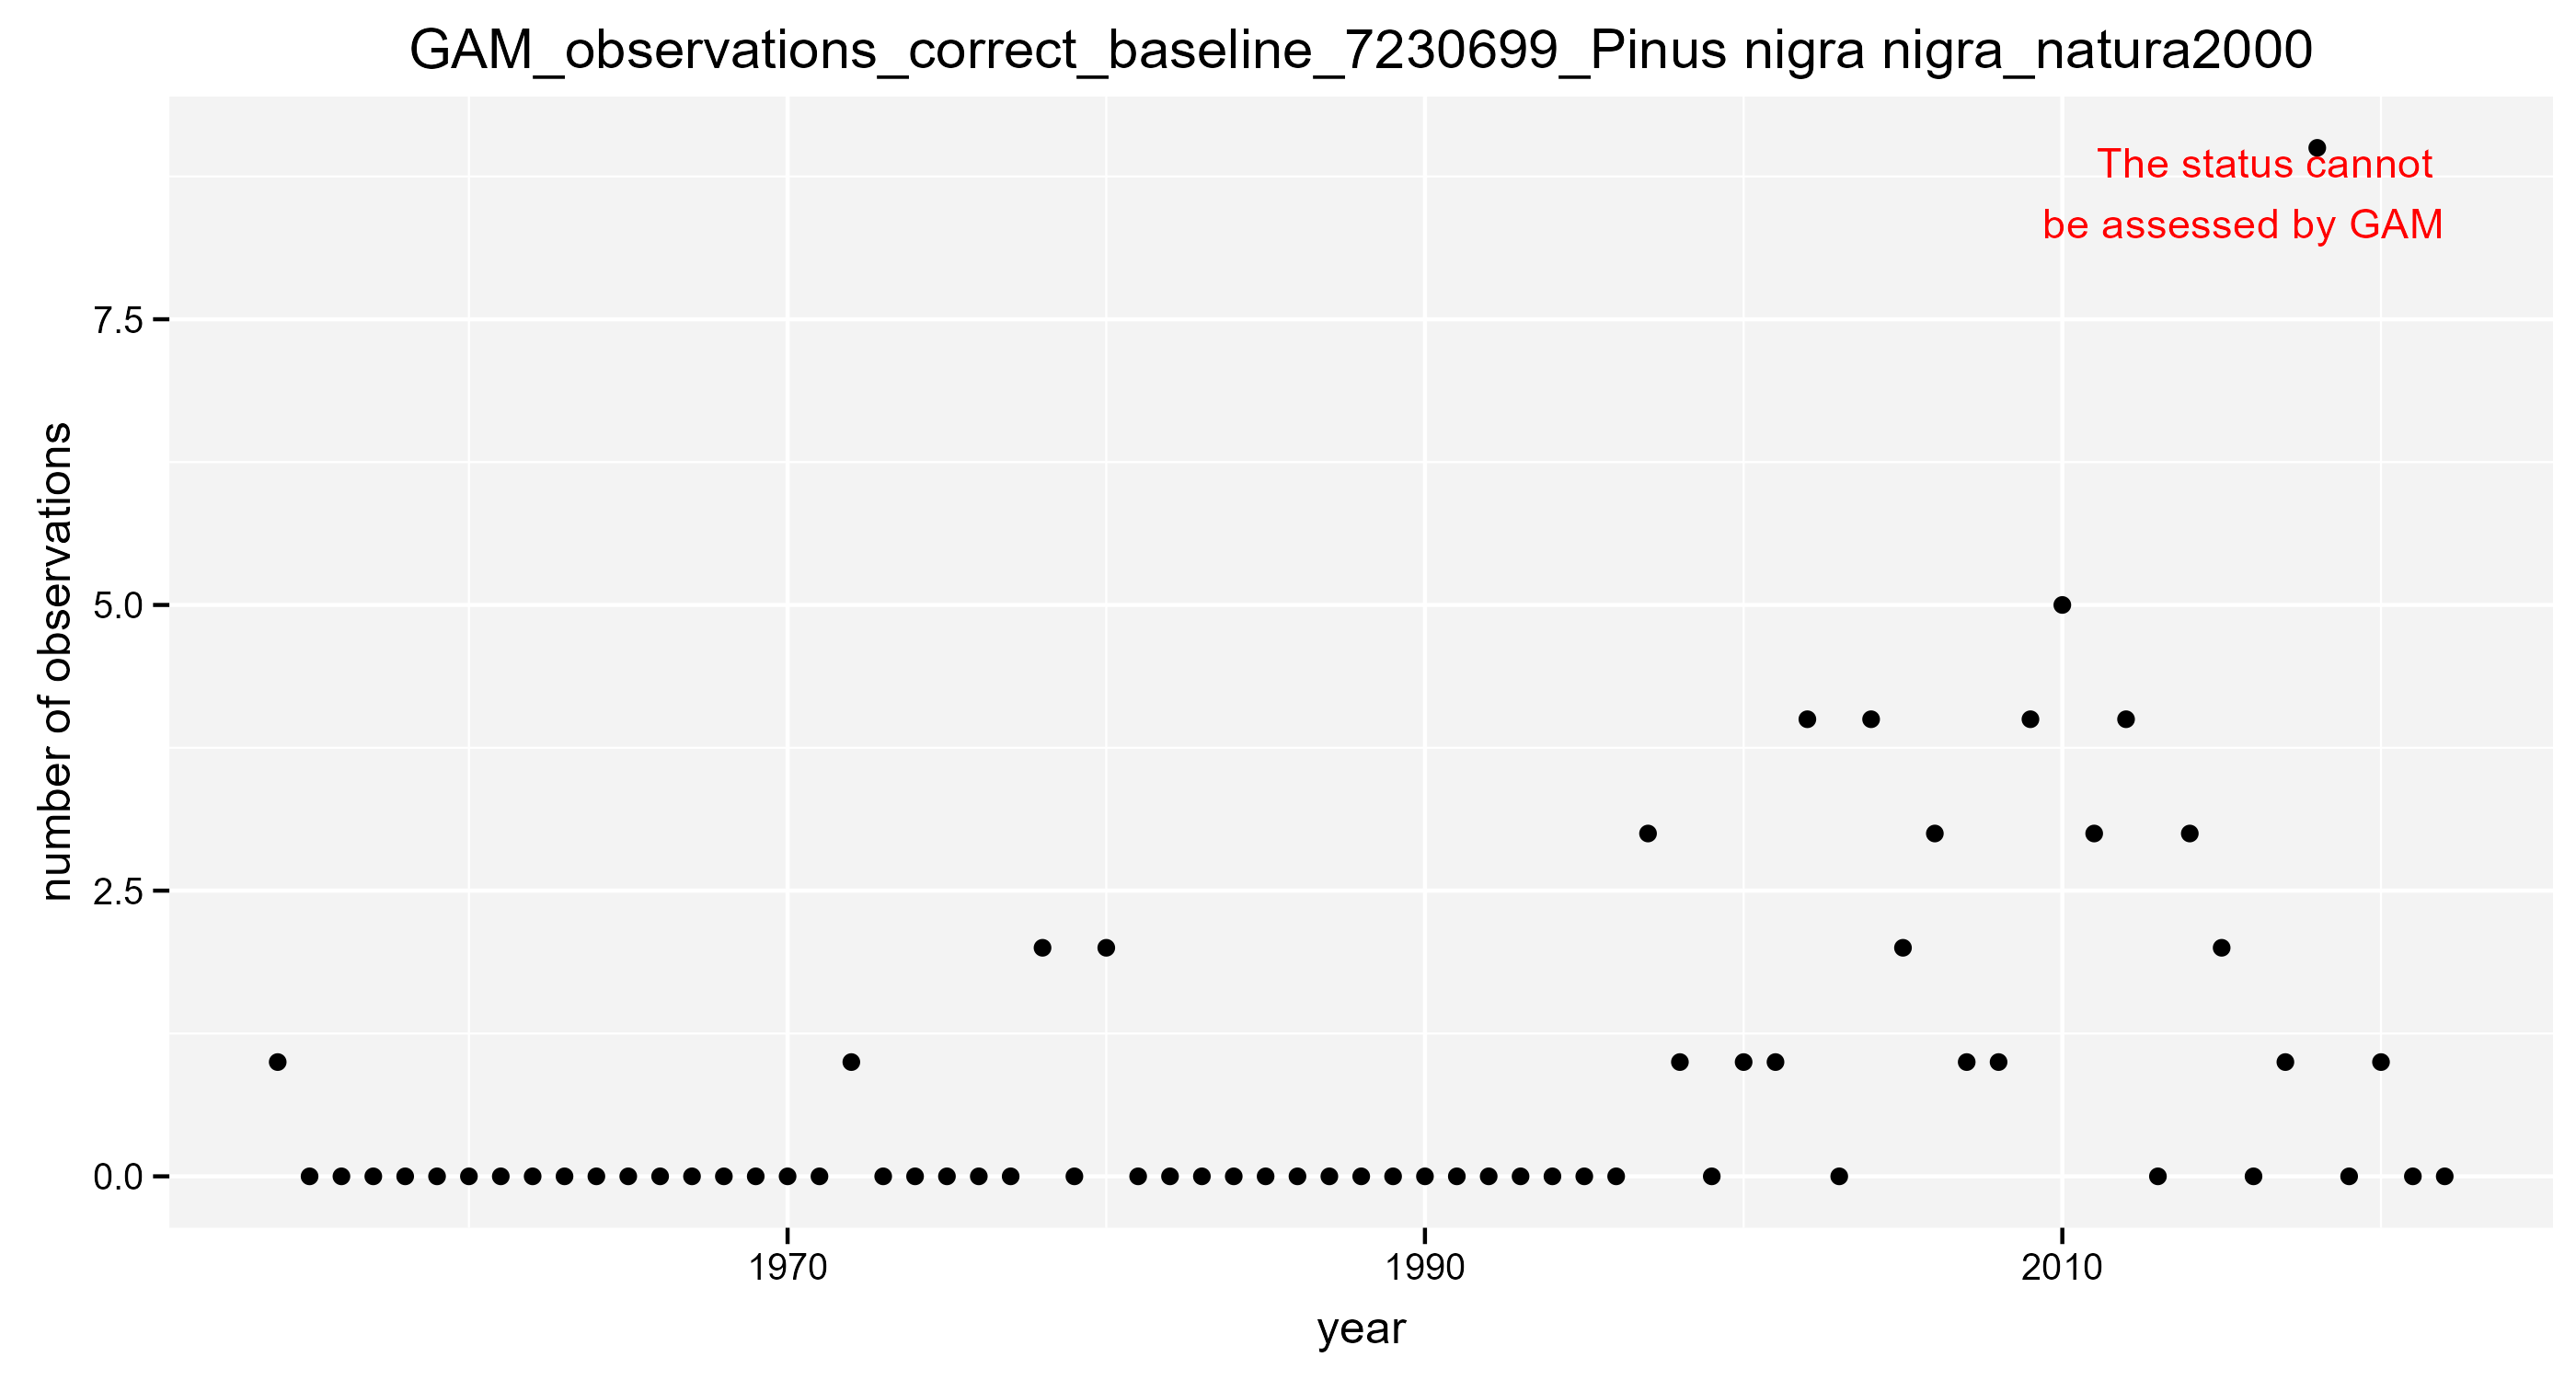 GAM_observations_correct_baseline_7230699_Pinus nigra nigra_natura2000
The status cannot
be assessed by GAM
number of observations
7.5
5.0
2.5
0.0
1970
1990
2010
year